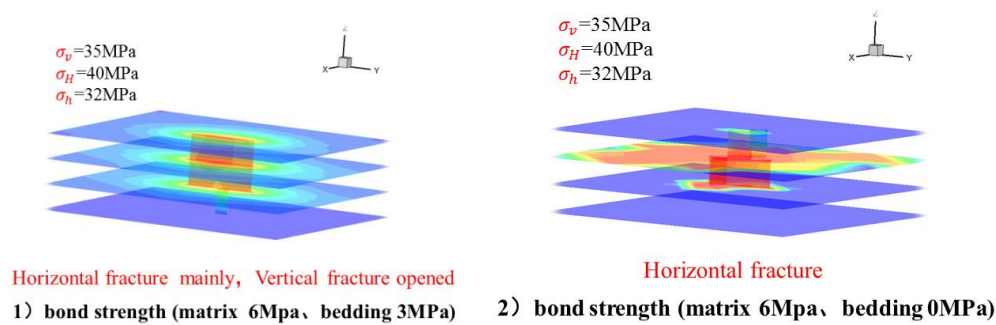 σv=35MPa
σH=40MPa
σh=32MPa
Z
X
Y
Horizontal fracture mainly，Vertical fracture opened
1）bond strength (matrix 6Mpa、bedding 3MPa)
σv=35MPa
σH=40MPa
σh=32MPa
Z
X
Y
Horizontal fracture
2）bond strength (matrix 6Mpa、bedding 0MPa)